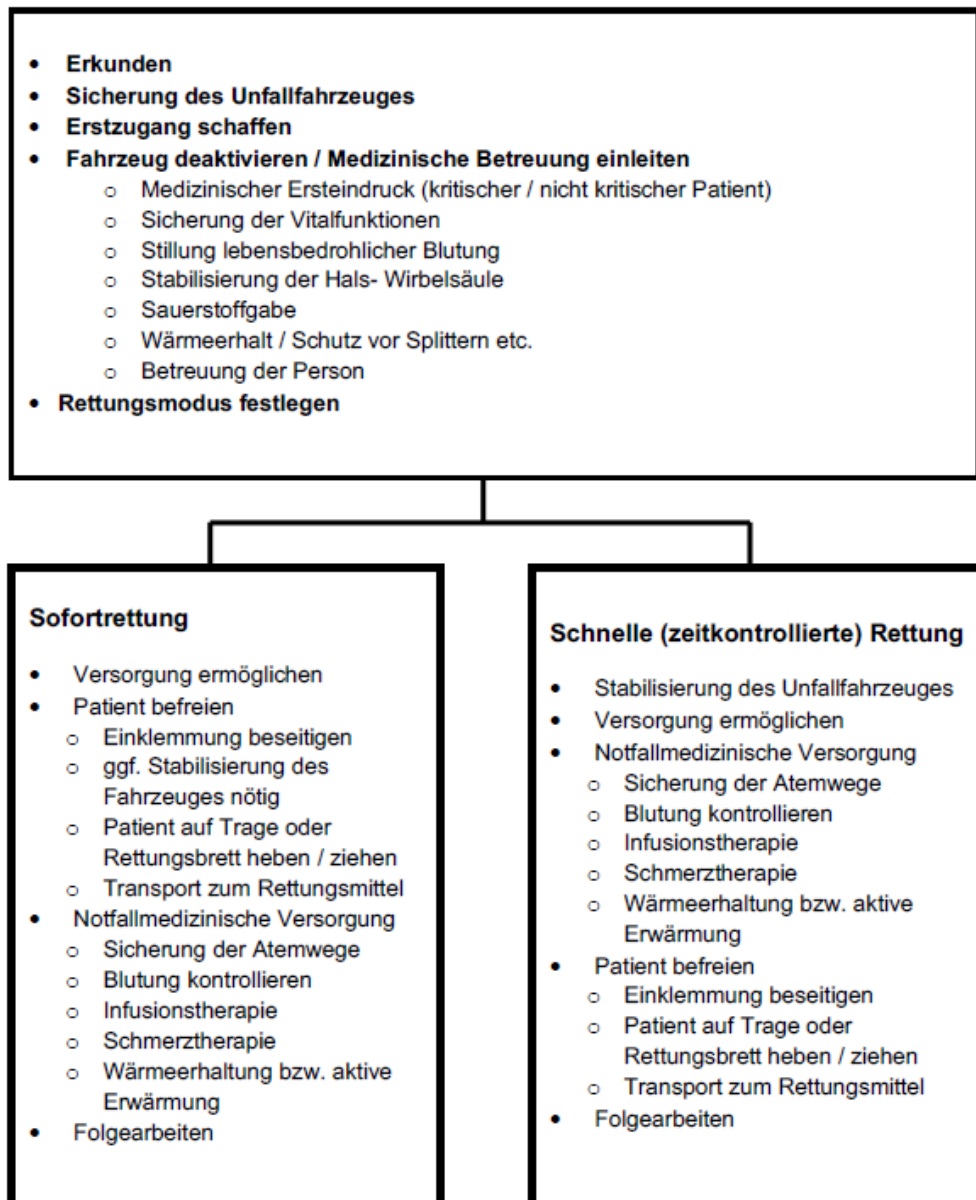 • Erkunden
• Sicherung des Unfallfahrzeuges
• Erstzugang schaffen
• Fahrzeug deaktivieren / Medizinische Betreuung einleiten
o Medizinischer Ersteindruck (kritischer / nicht kritischer Patient)
o Sicherung der Vitalfunktionen
o Stillung lebensbedrohlicher Blutung
o Stabilisierung der Hals- Wirbelsäule
o Sauerstoffgabe
o Wärmeerhalt / Schutz vor Splittern etc.
o Betreuung der Person
• Rettungsmodus festlegen
Sofortrettung
• Versorgung ermöglichen
• Patient befreien
o Einklemmung beseitigen
o ggf. Stabilisierung des
Fahrzeuges nötig
o Patient auf Trage oder
Rettungsbrett heben / ziehen
o Transport zum Rettungsmittel
• Notfallmedizinische Versorgung
o Sicherung der Atemwege
o Blutung kontrollieren
o Infusionstherapie
o Schmerztherapie
o Wärmeerhaltung bzw. aktive
Erwärmung
• Folgearbeiten
Schnelle (zeitkontrollierte) Rettung
• Stabilisierung des Unfallfahrzeuges
• Versorgung ermöglichen
• Notfallmedizinische Versorgung
o Sicherung der Atemwege
o Blutung kontrollieren
o Infusionstherapie
o Schmerztherapie
o Wärmeerhaltung bzw. aktive
Erwärmung
• Patient befreien
o Einklemmung beseitigen
o Patient auf Trage oder
Rettungsbrett heben / ziehen
o Transport zum Rettungsmittel
• Folgearbeiten